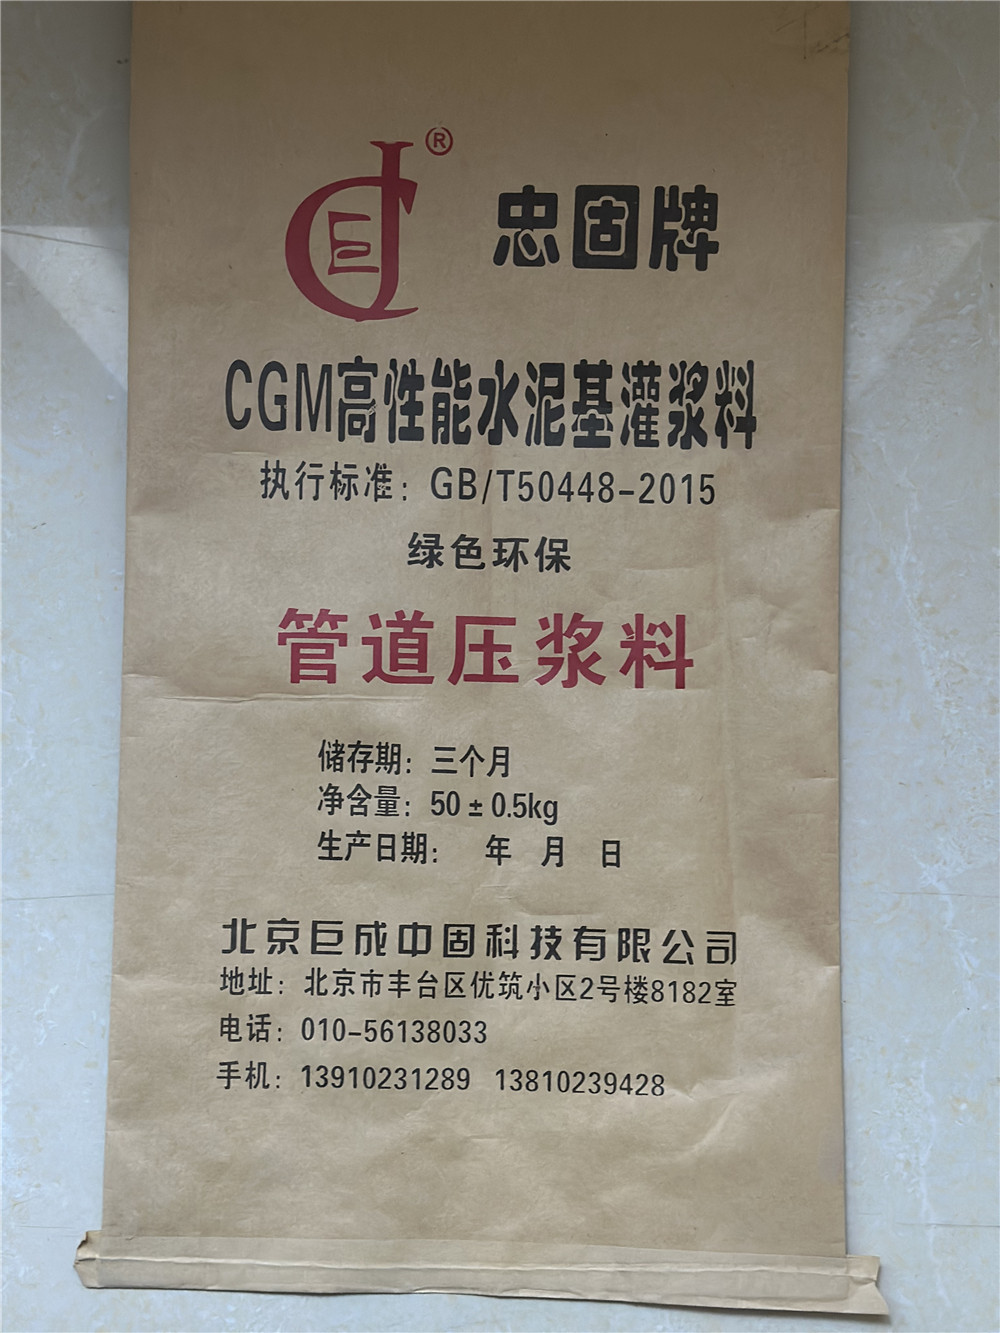 JCE®
忠固牌
CGM高性能水泥基灌浆料
执行标准：GB/T50448-2015
绿色环保
管道压浆料
储存期：三个月
净含量：50±0.5kg
生产日期： 年 月 日
北京巨成中固科技有限公司
地址：北京市丰台区优筑小区2号楼8182室
电话：010-56138033
手机：13910231289 13810239428